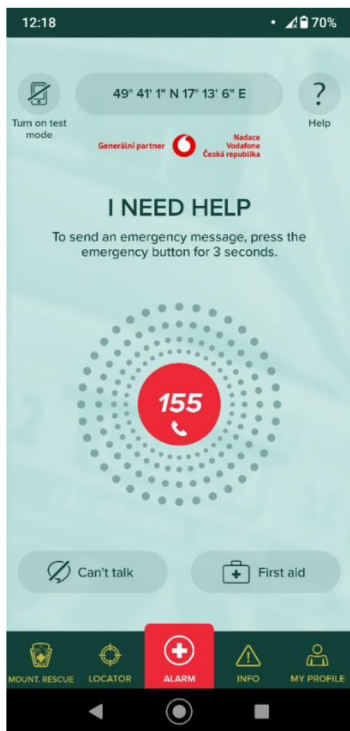 12:18
70%
49° 41' 1" N 17° 13' 6" E
?
Turn on test
mode
Help
Generální partner
Nadace
Vodafone
Česká republika
I NEED HELP
To send an emergency message, press the
emergency button for 3 seconds.
155
Can't talk
First aid
MOUNT. RESCUE
LOCATOR
ALARM
INFO
MY PROFILE